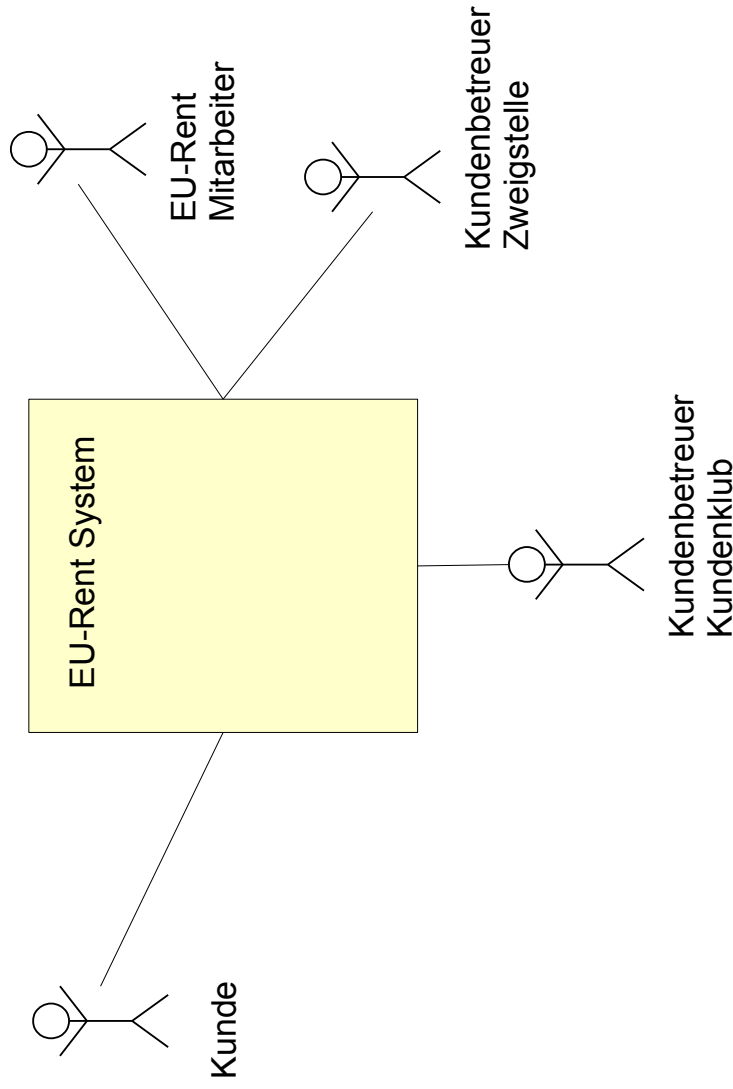 EU-Rent System
EU-Rent
Mitarbeiter
Kundenbetreuer
Zweigstelle
Kunde
Kundenbetreuer
Kundenklub